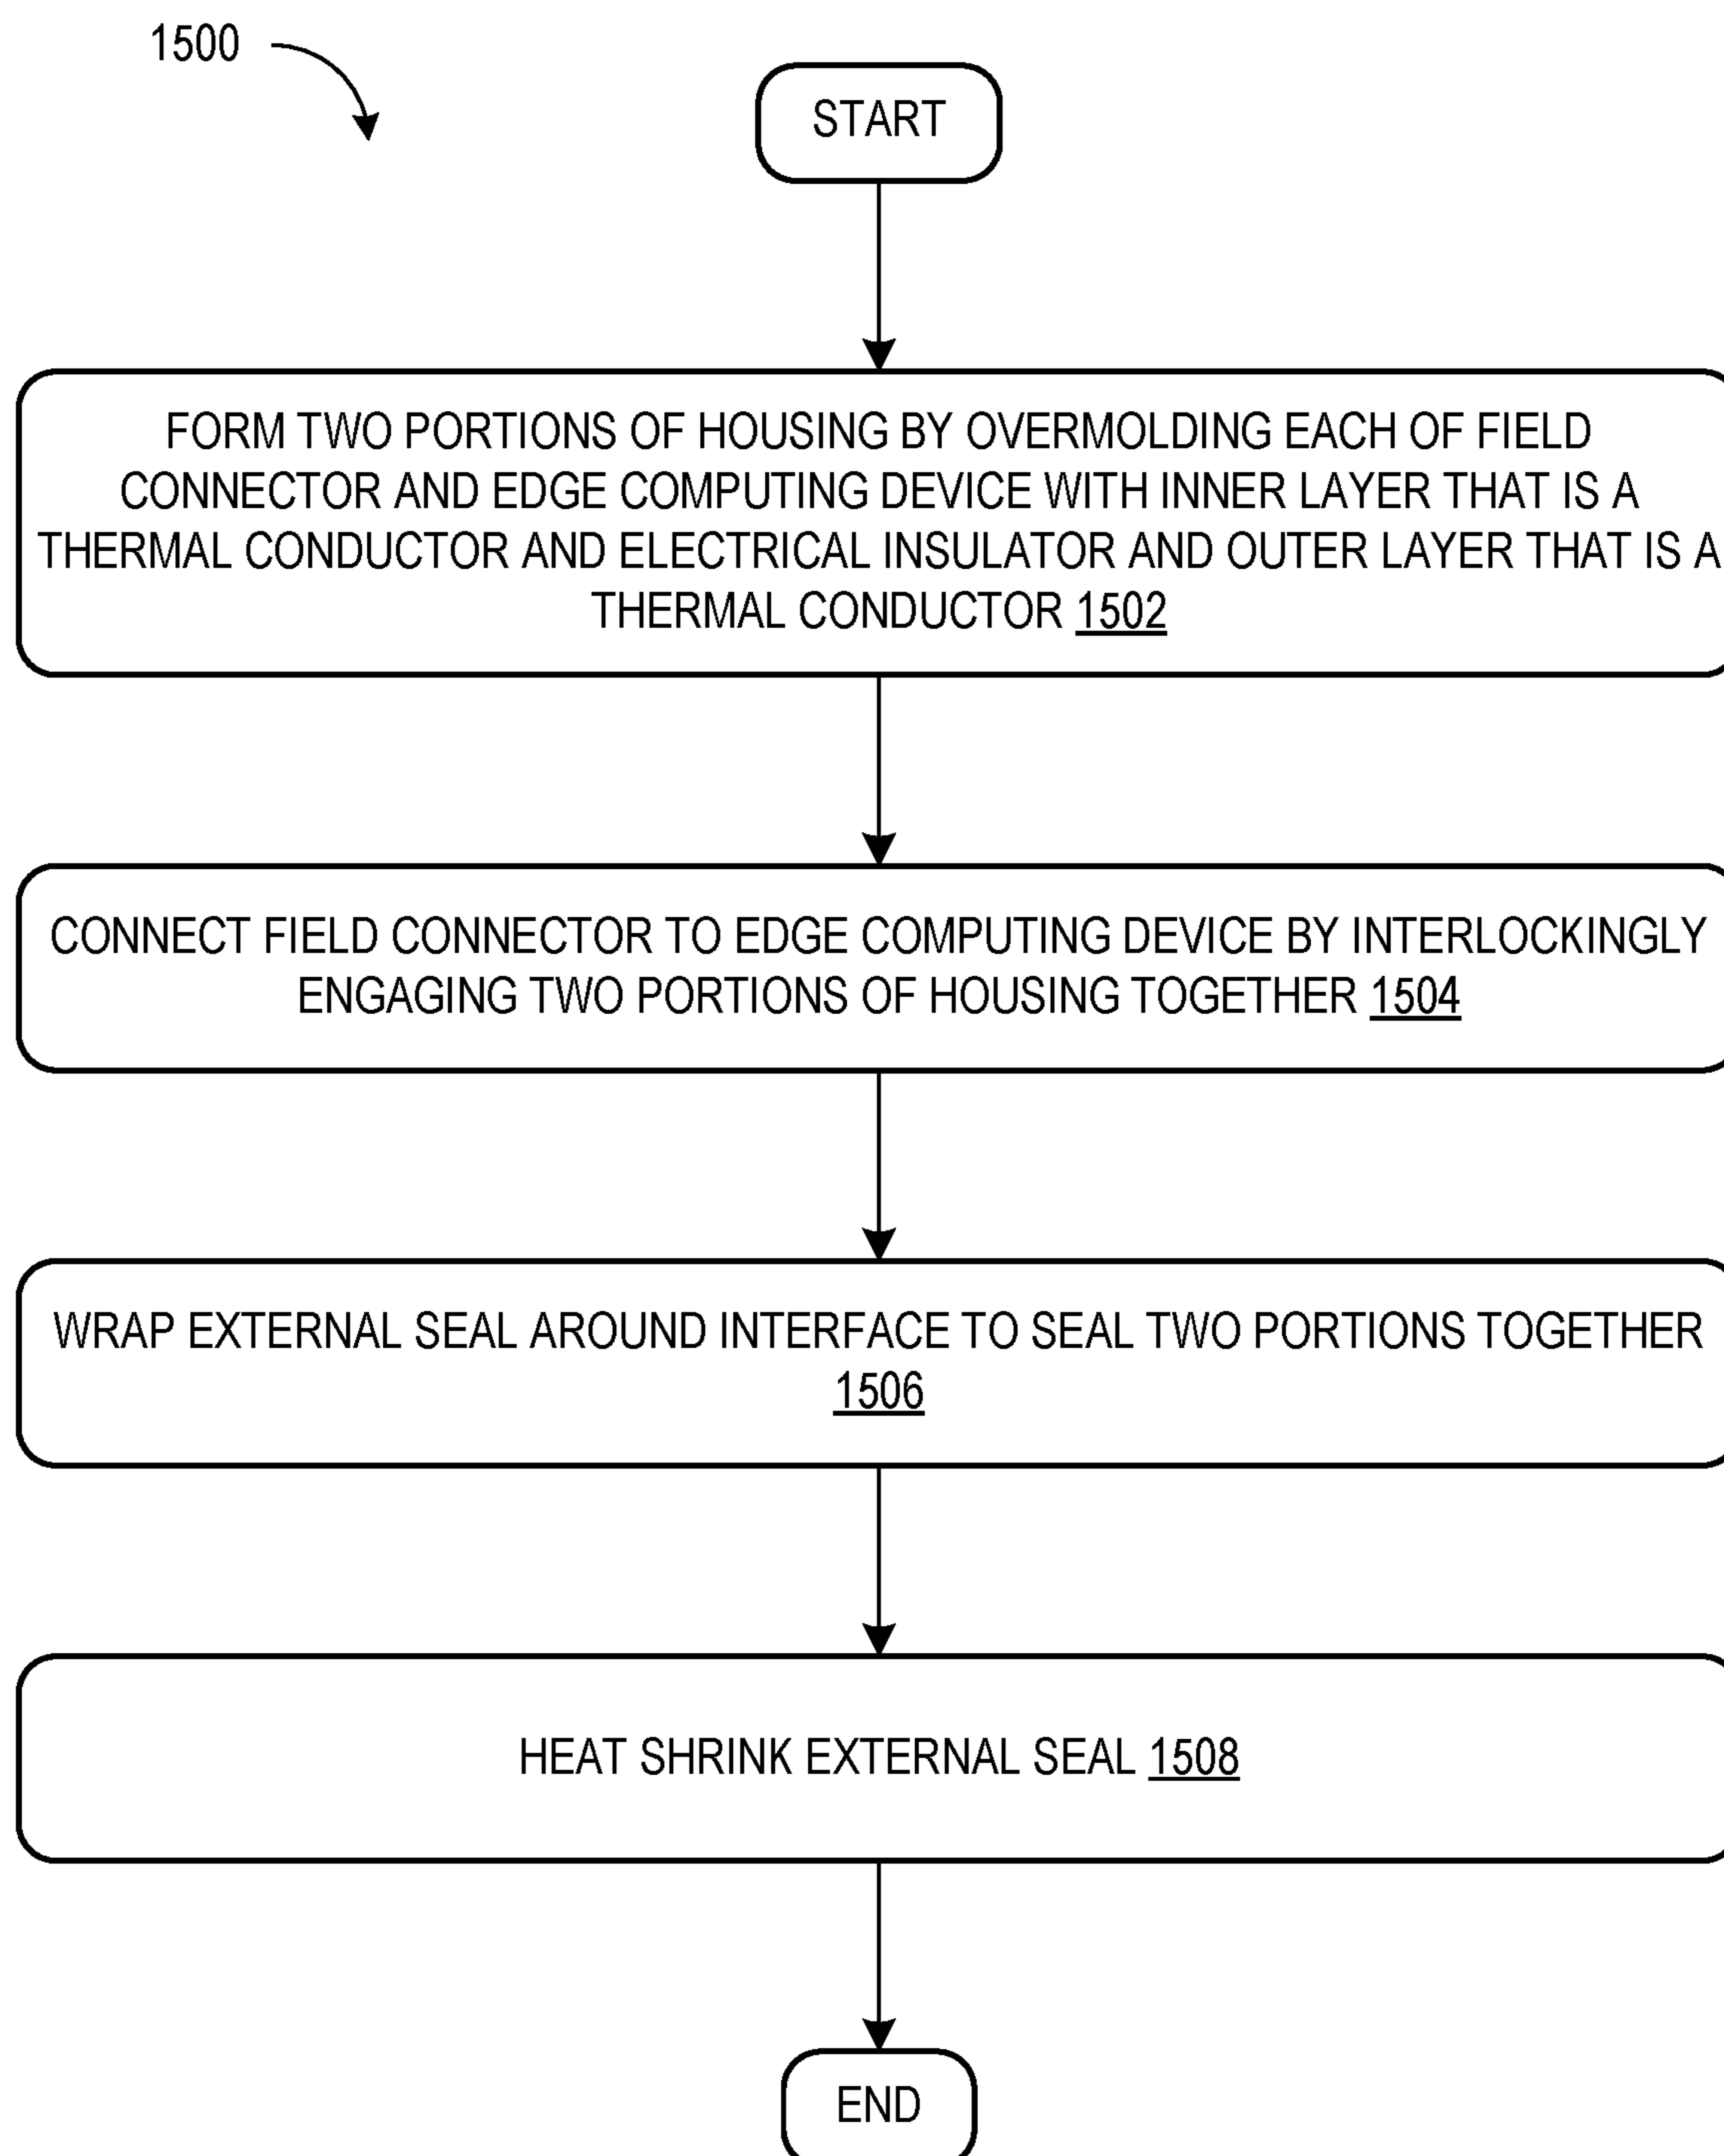 1500
START
FORM TWO PORTIONS OF HOUSING BY OVERMOLDING EACH OF FIELD
CONNECTOR AND EDGE COMPUTING DEVICE WITH INNER LAYER THAT IS A
THERMAL CONDUCTOR AND ELECTRICAL INSULATOR AND OUTER LAYER THAT IS A
THERMAL CONDUCTOR 1502
CONNECT FIELD CONNECTOR TO EDGE COMPUTING DEVICE BY INTERLOCKINGLY
ENGAGING TWO PORTIONS OF HOUSING TOGETHER 1504
WRAP EXTERNAL SEAL AROUND INTERFACE TO SEAL TWO PORTIONS TOGETHER
1506
HEAT SHRINK EXTERNAL SEAL 1508
END